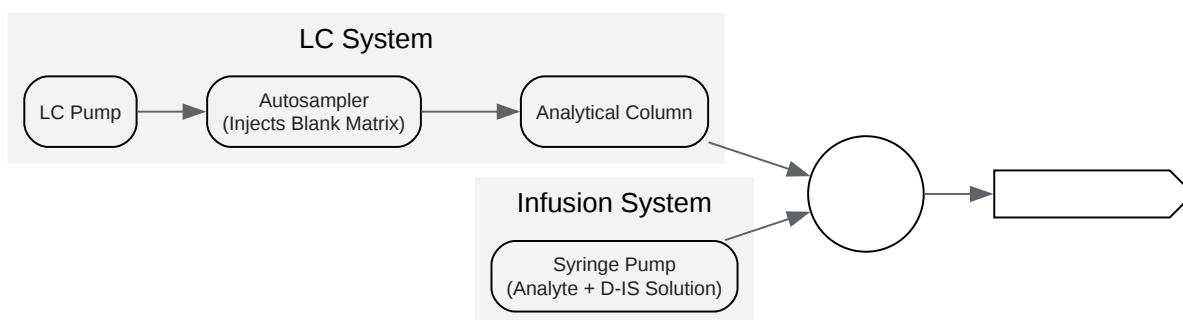 LC System
LC Pump
Autosampler
(Injects Blank Matrix)
Analytical Column
Infusion System
Syringe Pump
(Analyte + D-IS Solution)